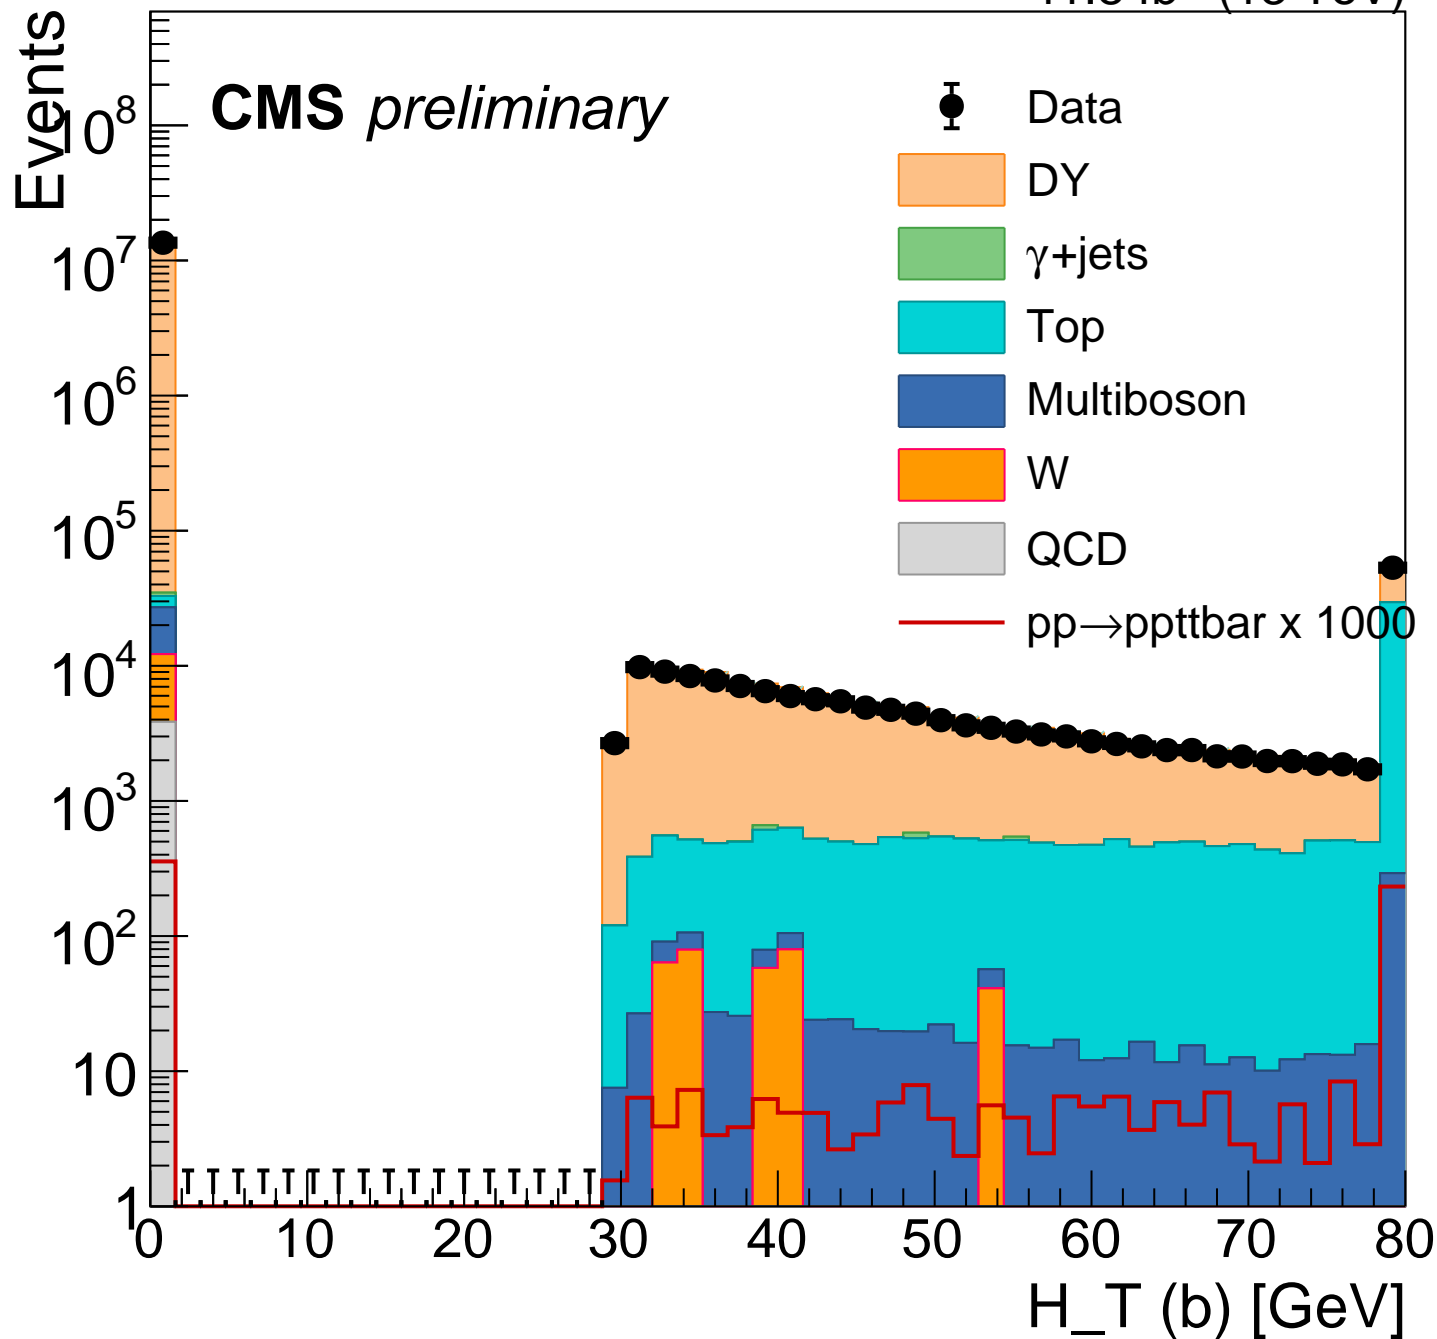 Events
CMS preliminary
Data
DY
γ+jets
Top
Multiboson
W
QCD
pp→ppttbar x 1000
10^8
10^7
10^6
10^5
10^4
10^3
10^2
10
1
0 10 20 30 40 50 60 70 80
H_T (b) [GeV]